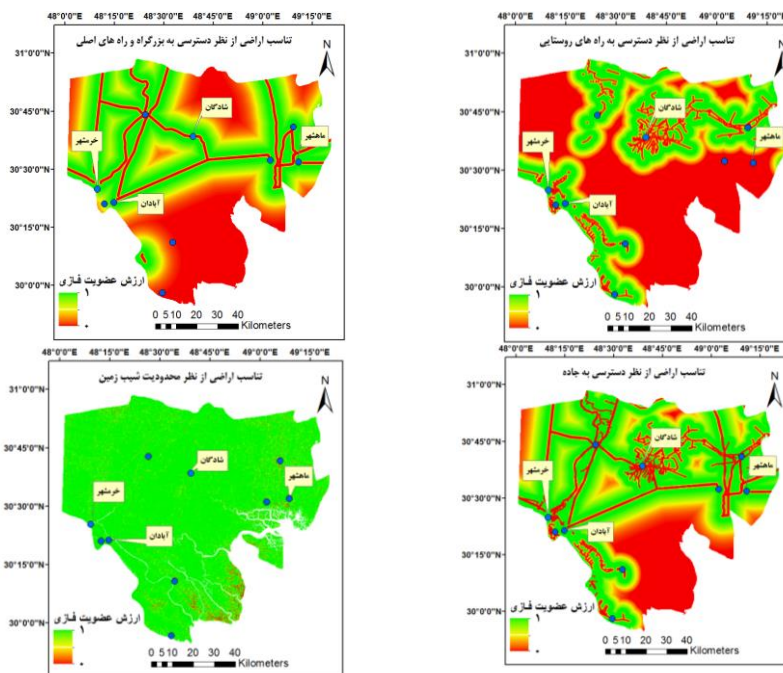 48°0'0"E 48°15'0"E 48°30'0"E 48°45'0"E 49°0'0"E 49°15'0"E
تناسب اراضی از نظر دسترسی به بزرگراه و راه های اصلی
N
31°0'0"N
30°45'0"N
30°30'0"N
30°15'0"N
30°0'0"N
شادگان
ماهشهر
خرمشهر
آبادان
ارزش عضویت فازی
۱
۰
0 5 10 20 30 40
Kilometers
48°0'0"E 48°15'0"E 48°30'0"E 48°45'0"E 49°0'0"E 49°15'0"E
تناسب اراضی از نظر دسترسی به راه های روستایی
N
31°0'0"N
30°45'0"N
30°30'0"N
30°15'0"N
30°0'0"N
شادگان
ماهشهر
خرمشهر
آبادان
ارزش عضویت فازی
۱
۰
0 5 10 20 30 40
Kilometers
48°0'0"E 48°15'0"E 48°30'0"E 48°45'0"E 49°0'0"E 49°15'0"E
تناسب اراضی از نظر محدودیت شیب زمین
N
31°0'0"N
30°45'0"N
30°30'0"N
30°15'0"N
30°0'0"N
شادگان
ماهشهر
خرمشهر
آبادان
ارزش عضویت فازی
۱
۰
0 5 10 20 30 40
Kilometers
48°0'0"E 48°15'0"E 48°30'0"E 48°45'0"E 49°0'0"E 49°15'0"E
تناسب اراضی از نظر دسترسی به جاده
N
31°0'0"N
30°45'0"N
30°30'0"N
30°15'0"N
30°0'0"N
شادگان
ماهشهر
خرمشهر
آبادان
ارزش عضویت فازی
۱
۰
0 5 10 20 30 40
Kilometers